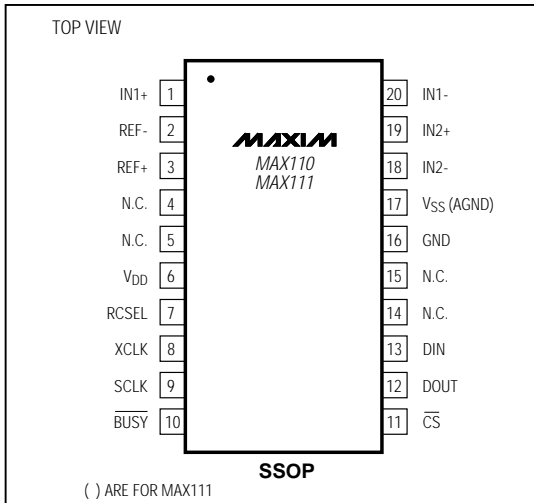 TOP VIEW
IN1+ 1 20 IN1-
REF- 2 19 IN2+
MAXIM
REF+ 3 18 IN2-
MAX110
MAX111
N.C. 4 17 VSS (AGND)
N.C. 5 16 GND
VDD 6 15 N.C.
RCSEL 7 14 N.C.
XCLK 8 13 DIN
SCLK 9 12 DOUT
BUSY 10 11 CS
SSOP
( ) ARE FOR MAX111